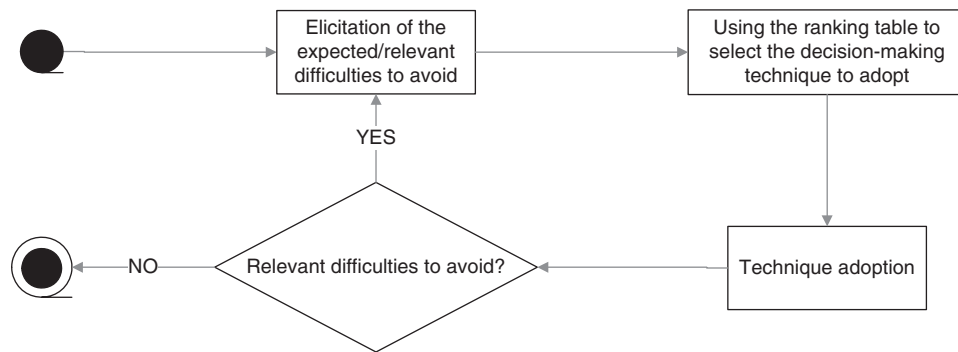 Elicitation of the
expected/relevant
difficulties to avoid
Using the ranking table to
select the decision-making
technique to adopt
YES
NO
Relevant difficulties to avoid?
Technique adoption